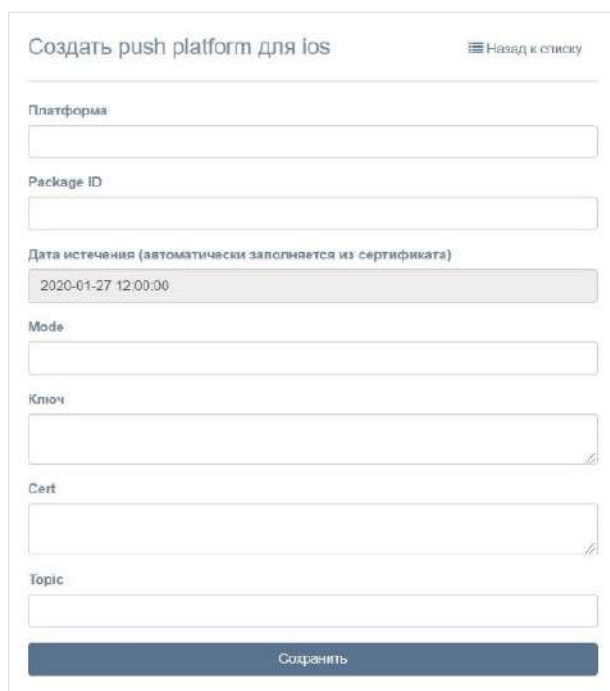 Создать push platform для ios
Назад к списку
Платформа
Package ID
Дата истечения (автоматически заполняется из сертификата)
2020-01-27 12:00:00
Mode
Ключ
Cert
Topic
Сохранить